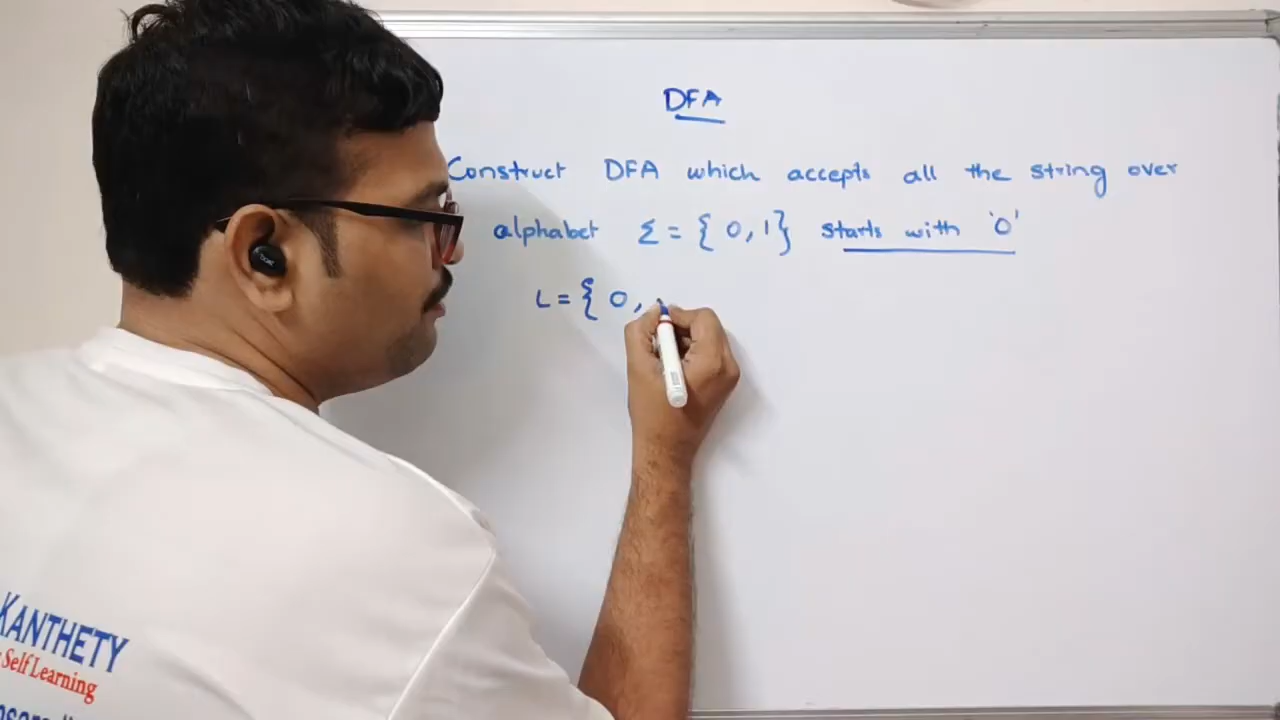 DFA
Construct DFA which accepts all the string over
alphabet Σ = { 0, 1 } starts with '0'
L = { 0,
KANTHETY
Self Learning